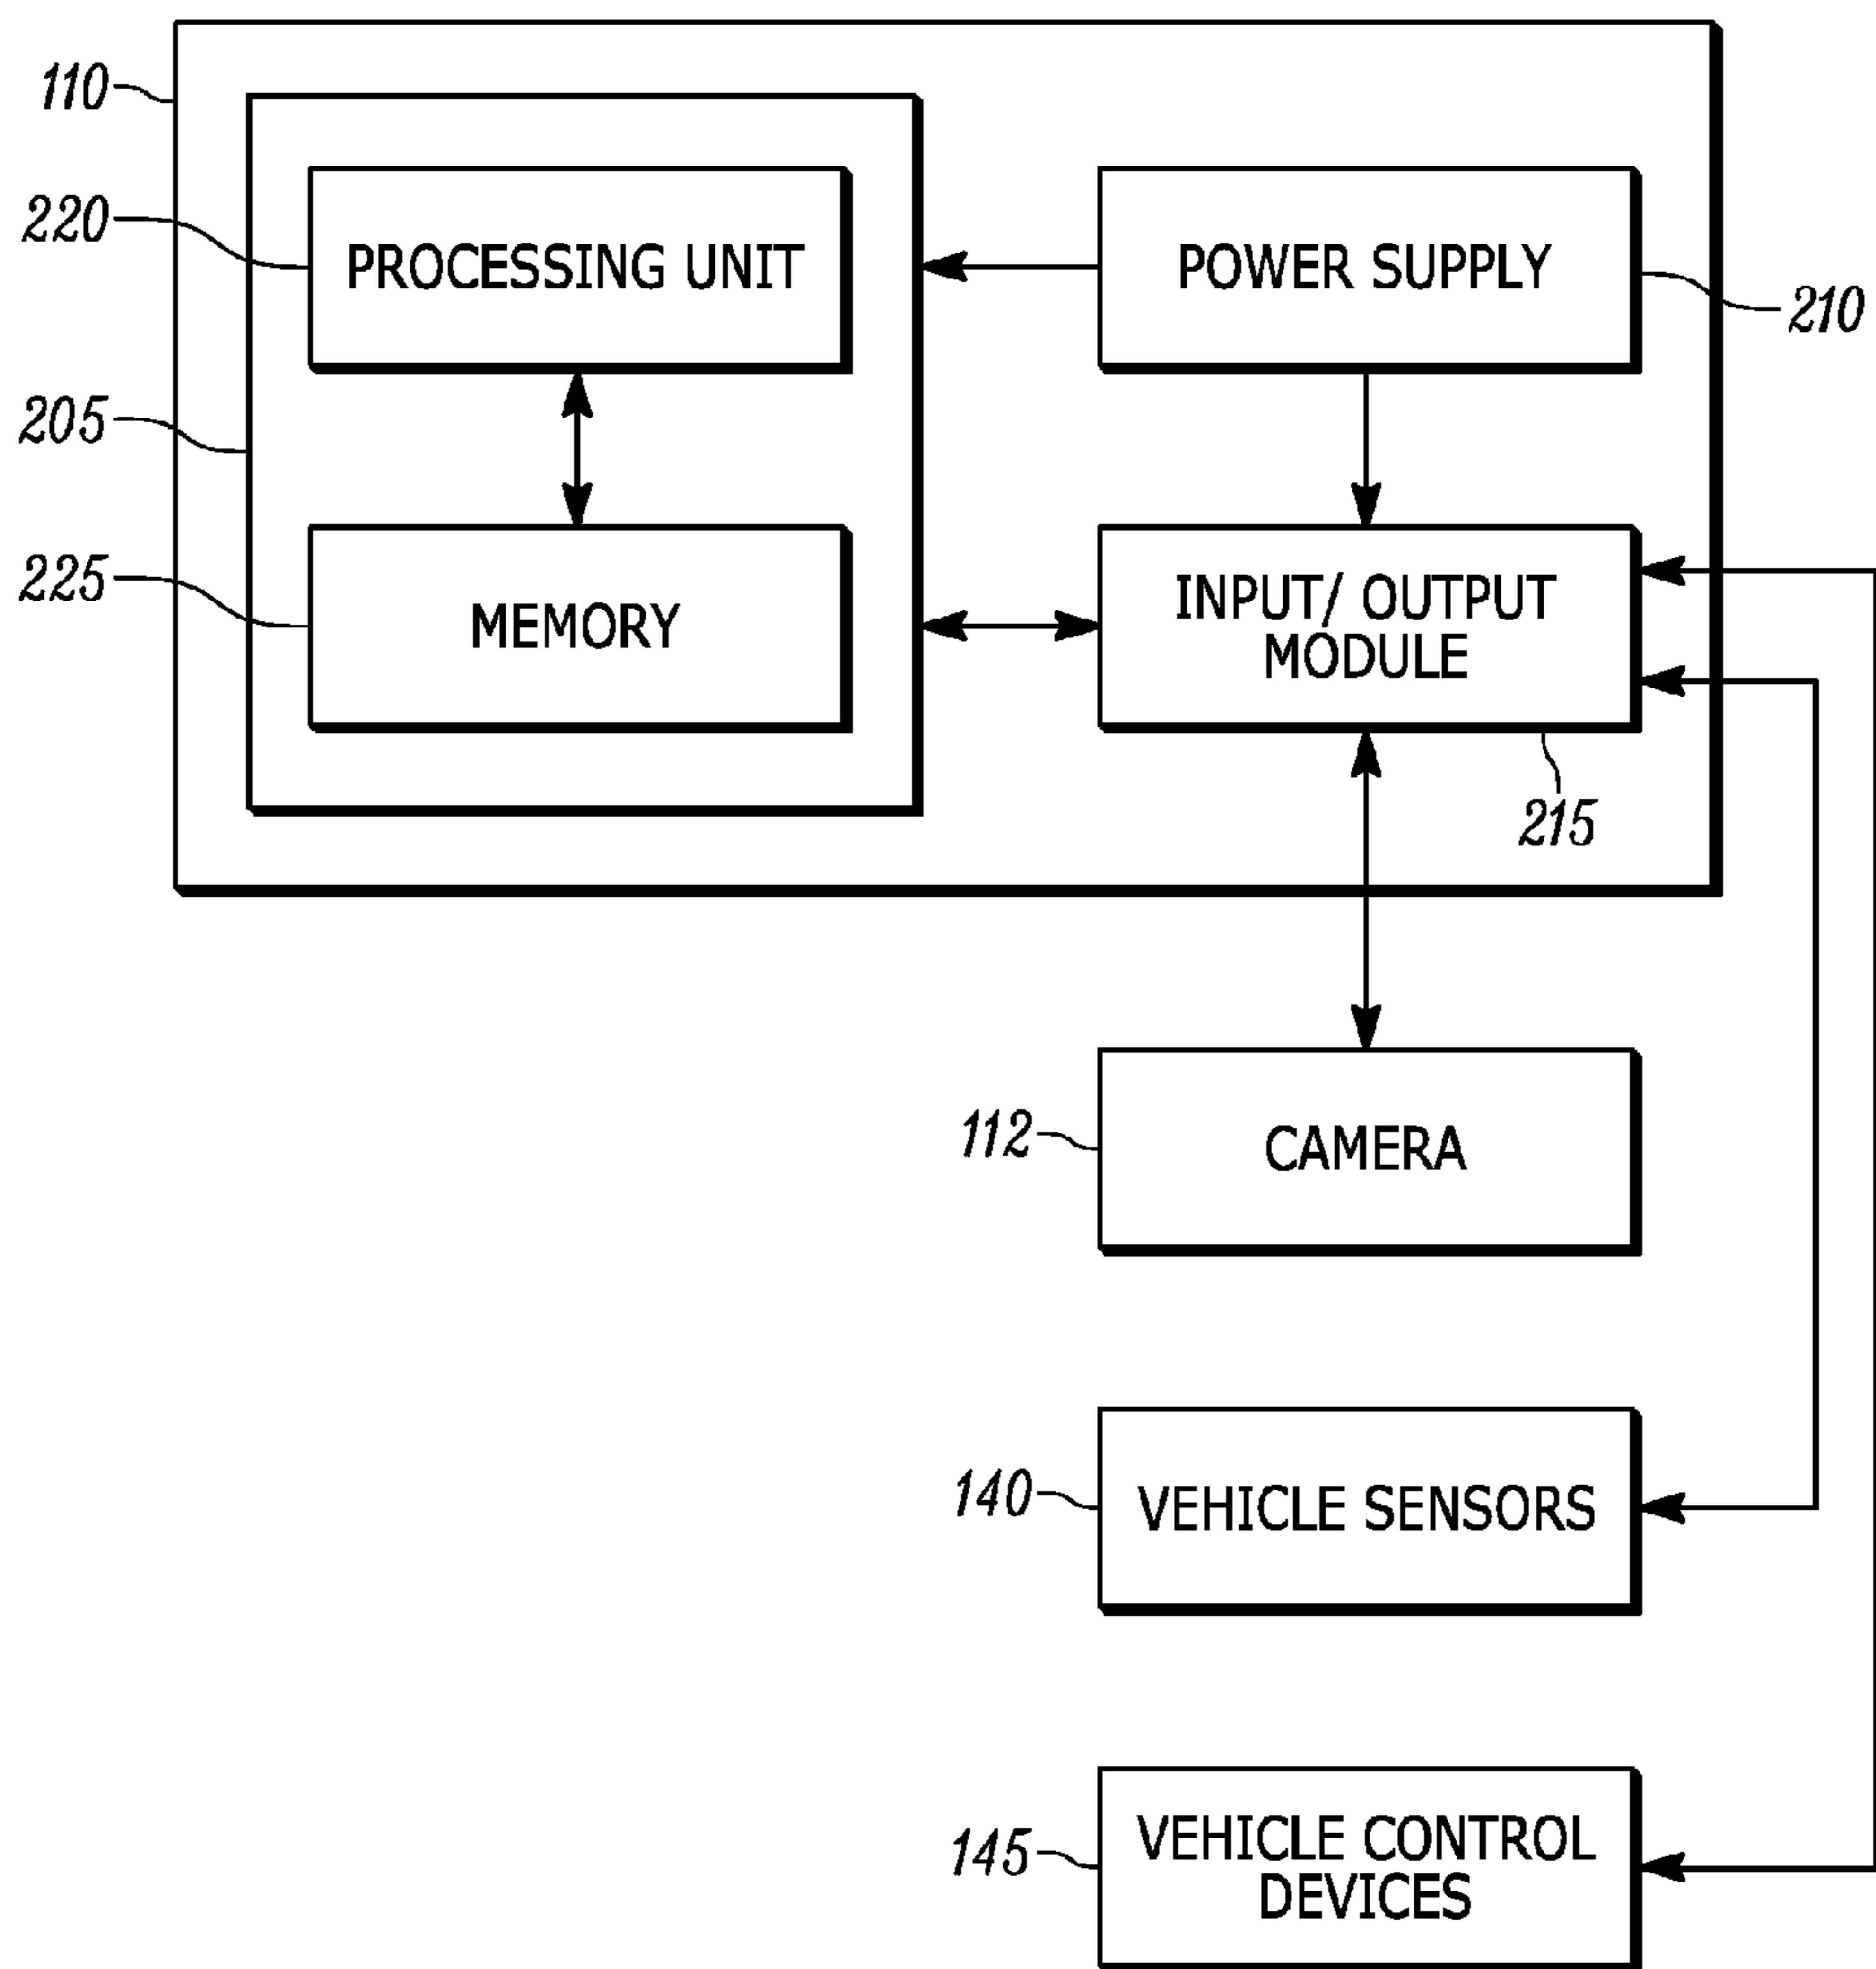 110
220
PROCESSING UNIT
POWER SUPPLY
210
205
225
MEMORY
INPUT/ OUTPUT
MODULE
215
112
CAMERA
140
VEHICLE SENSORS
145
VEHICLE CONTROL
DEVICES